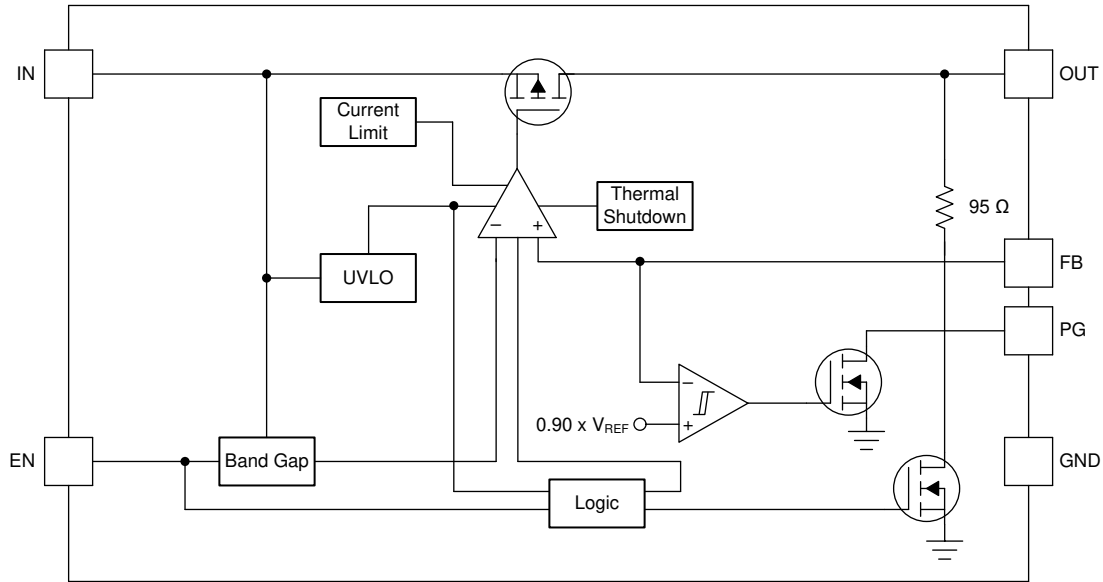 IN
OUT
Current
Limit
Thermal
Shutdown
95 Ω
− +
UVLO
FB
PG
−
0.90 x VREF
+
EN
Band Gap
GND
Logic